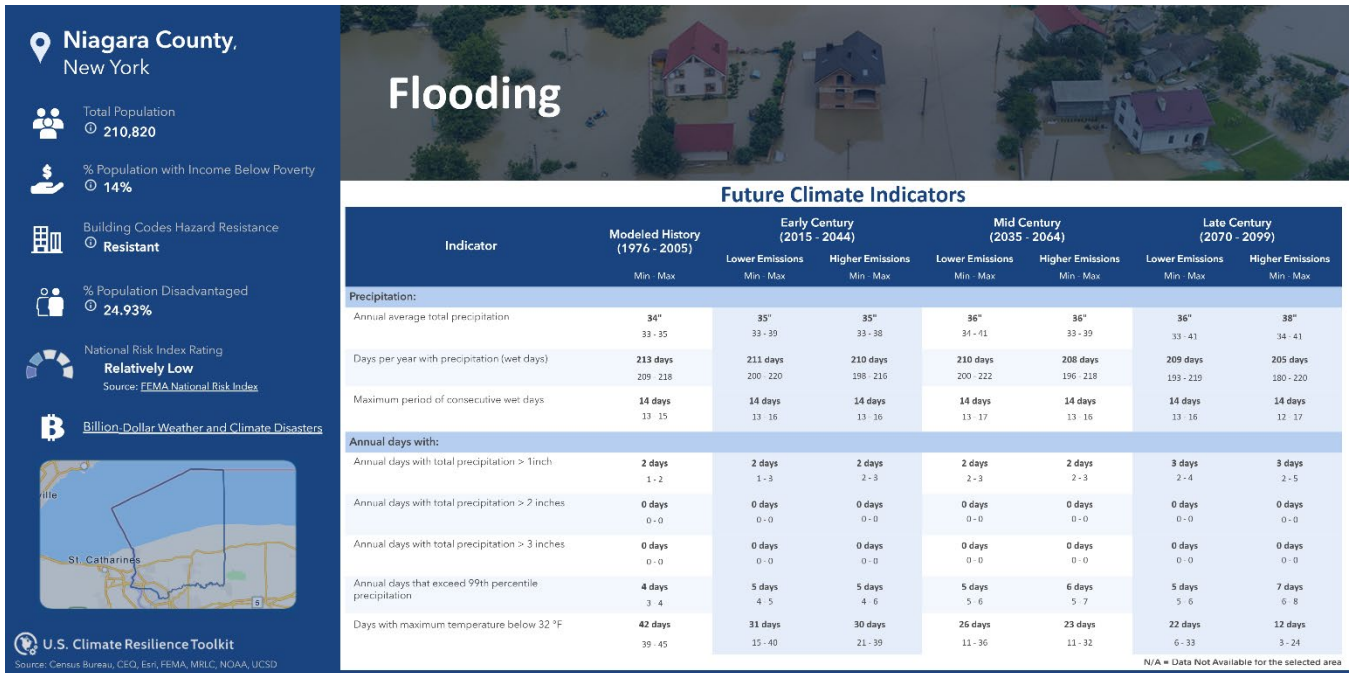 Niagara County,
New York
Total Population
210,820
% Population with Income Below Poverty
14%
Building Codes Hazard Resistance
Resistant
% Population Disadvantaged
24.93%
National Risk Index Rating
Relatively Low
Source: FEMA National Risk Index
Billion-Dollar Weather and Climate Disasters
ville
St. Catharines
5
U.S. Climate Resilience Toolkit
Source: Census Bureau, CEQ, Esri, FEMA, MRLC, NOAA, UCSD
Flooding
Future Climate Indicators
Indicator
Modeled History
(1976 - 2005)
Min - Max
Early Century
(2015 - 2044)
Mid Century
(2035 - 2064)
Late Century
(2070 - 2099)
Lower Emissions Higher Emissions Lower Emissions Higher Emissions Lower Emissions Higher Emissions
Min - Max Min - Max Min - Max Min - Max Min - Max Min - Max
Precipitation:
Annual average total precipitation 34" 35" 35" 36" 36" 36" 38"
33 - 35 33 - 39 33 - 38 34 - 41 33 - 39 33 - 41 34 - 41
Days per year with precipitation (wet days) 213 days 211 days 210 days 210 days 208 days 209 days 205 days
209 - 218 200 - 220 198 - 216 200 - 222 196 - 218 193 - 219 180 - 220
Maximum period of consecutive wet days 14 days 14 days 14 days 14 days 14 days 14 days 14 days
13 - 15 13 - 16 13 - 16 13 - 17 13 - 16 13 - 16 12 - 17
Annual days with:
Annual days with total precipitation > 1inch 2 days 2 days 2 days 2 days 2 days 3 days 3 days
1 - 2 1 - 3 2 - 3 2 - 3 2 - 3 2 - 4 2 - 5
Annual days with total precipitation > 2 inches 0 days 0 days 0 days 0 days 0 days 0 days 0 days
0 - 0 0 - 0 0 - 0 0 - 0 0 - 0 0 - 0 0 - 0
Annual days with total precipitation > 3 inches 0 days 0 days 0 days 0 days 0 days 0 days 0 days
0 - 0 0 - 0 0 - 0 0 - 0 0 - 0 0 - 0 0 - 0
Annual days that exceed 99th percentile
precipitation 4 days 5 days 5 days 5 days 6 days 5 days 7 days
3 - 4 4 - 5 4 - 6 5 - 6 5 - 7 5 - 6 6 - 8
Days with maximum temperature below 32 °F 42 days 31 days 30 days 26 days 23 days 22 days 12 days
39 - 45 15 - 40 21 - 39 11 - 36 11 - 32 6 - 33 3 - 24
N/A = Data Not Available for the selected area